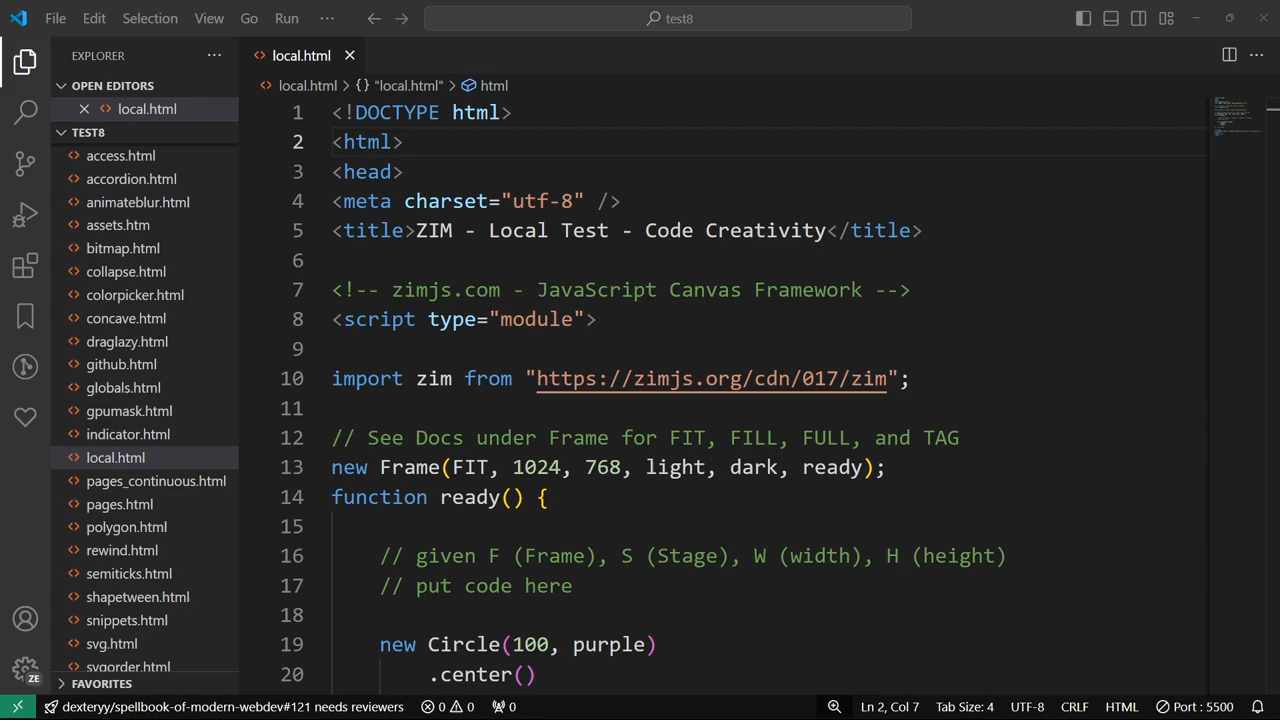 File Edit Selection View Go Run ··· test8
EXPLORER ···
OPEN EDITORS
local.html
TEST8
access.html
accordion.html
animateblur.html
assets.htm
bitmap.html
collapse.html
colorpicker.html
concave.html
draglazy.html
github.html
globals.html
gpumask.html
indicator.html
local.html
pages_continuous.html
pages.html
polygon.html
rewind.html
semiticks.html
shapetween.html
snippets.html
svg.html
svgorder.html
FAVORITES
ZE
local.html
local.html > {} "local.html" > html
1 <!DOCTYPE html>
2 <html>
3 <head>
4 <meta charset="utf-8" />
5 <title>ZIM - Local Test - Code Creativity</title>
6
7 <!-- zimjs.com - JavaScript Canvas Framework -->
8 <script type="module">
9
10 import zim from "https://zimjs.org/cdn/017/zim";
11
12 // See Docs under Frame for FIT, FILL, FULL, and TAG
13 new Frame(FIT, 1024, 768, light, dark, ready);
14 function ready() {
15
16 // given F (Frame), S (Stage), W (width), H (height)
17 // put code here
18
19 new Circle(100, purple)
20 .center()
dexteryy/spellbook-of-modern-webdev#121 needs reviewers 0 0 0 Ln 2, Col 7 Tab Size: 4 UTF-8 CRLF HTML Port : 5500